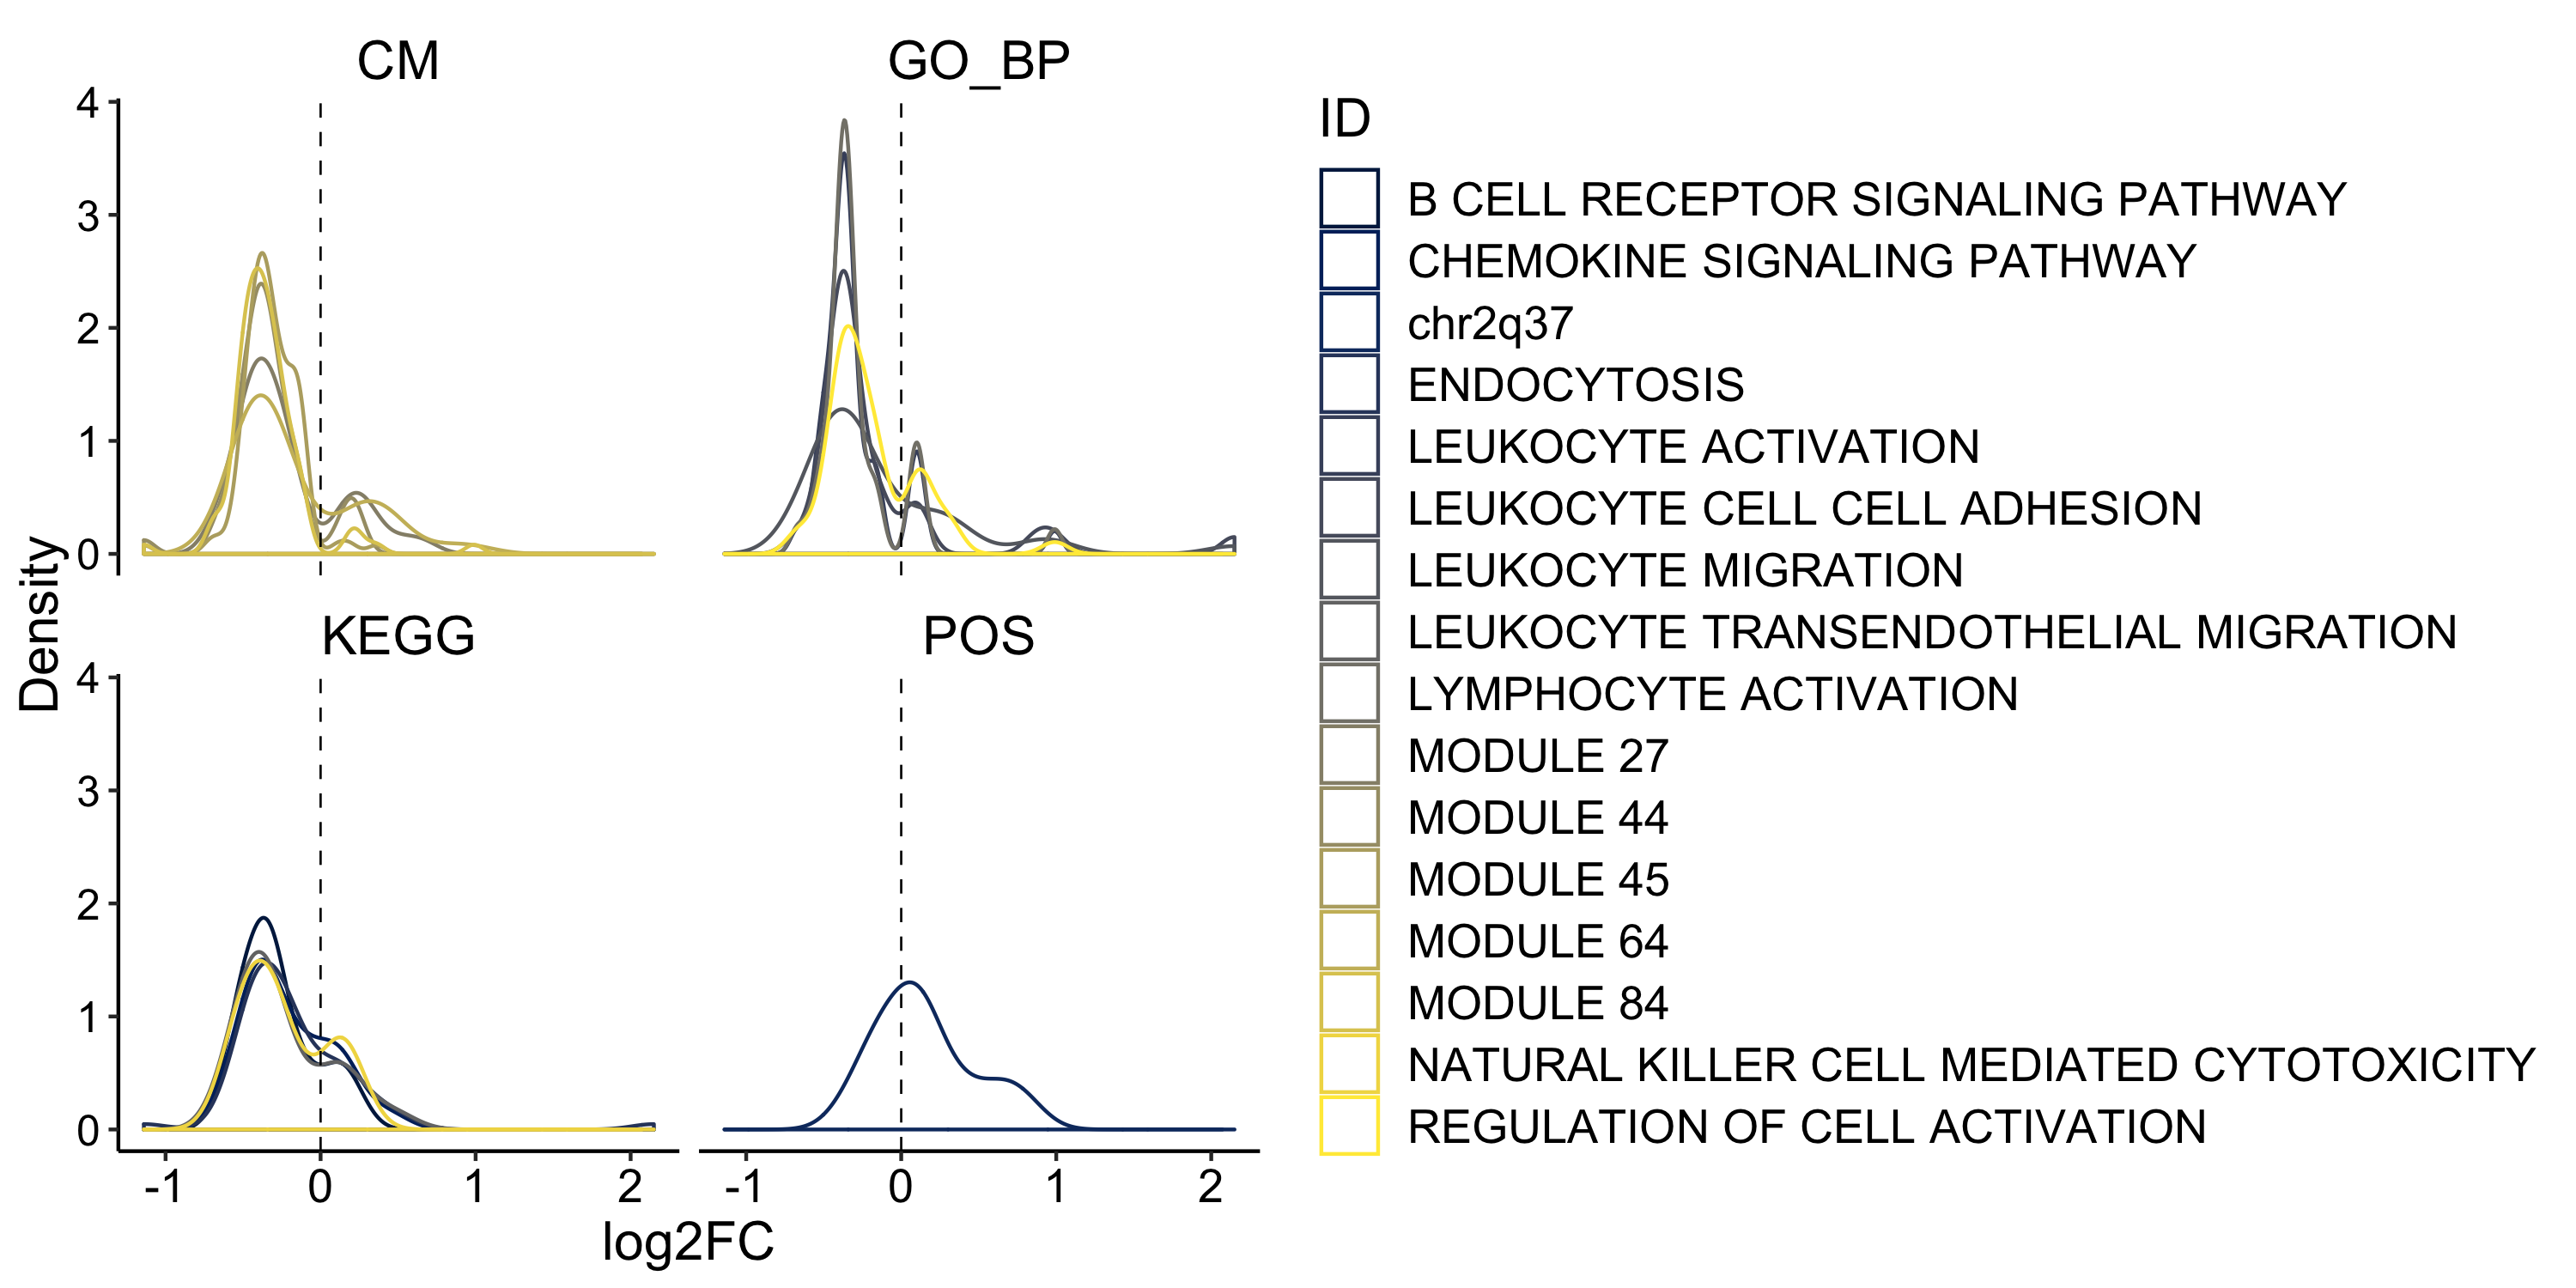 CM
GO_BP
4
3
2
1
0
KEGG
POS
4
3
2
1
0
-1 0 1 2
-1 0 1 2
log2FC
Density
ID
B CELL RECEPTOR SIGNALING PATHWAY
CHEMOKINE SIGNALING PATHWAY
chr2q37
ENDOCYTOSIS
LEUKOCYTE ACTIVATION
LEUKOCYTE CELL CELL ADHESION
LEUKOCYTE MIGRATION
LEUKOCYTE TRANSENDOTHELIAL MIGRATION
LYMPHOCYTE ACTIVATION
MODULE 27
MODULE 44
MODULE 45
MODULE 64
MODULE 84
NATURAL KILLER CELL MEDIATED CYTOTOXICITY
REGULATION OF CELL ACTIVATION